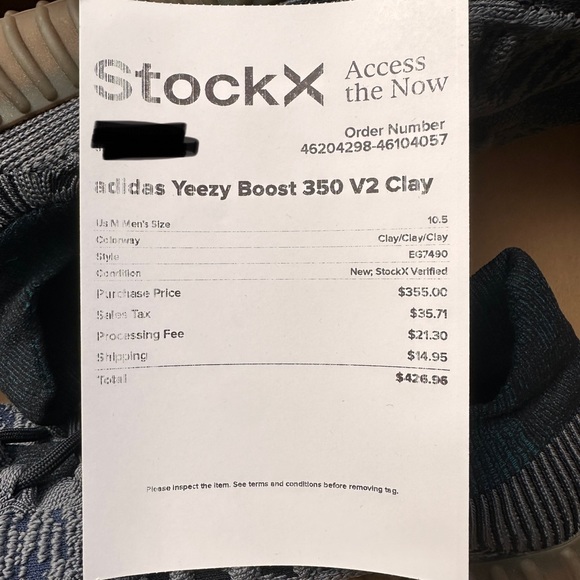 StockX Access
the Now
Order Number
46204298-46104057
adidas Yeezy Boost 350 V2 Clay
Us M Men's Size 10.5
Colorway Clay/Clay/Clay
Style EG7490
Condition New; StockX Verified
Purchase Price $355.00
Sales Tax $35.71
Processing Fee $21.30
Shipping $14.95
Total $426.96
Please inspect the item. See terms and conditions before removing tag.